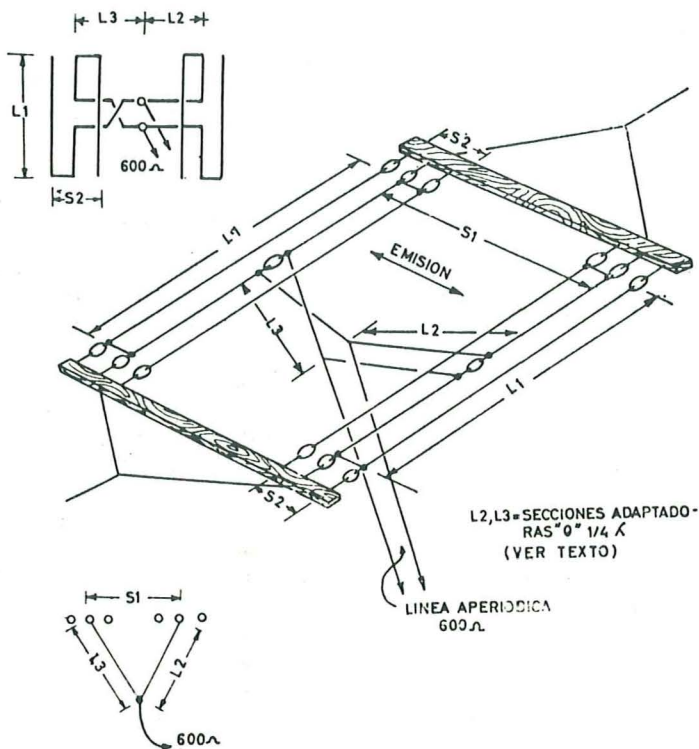 L3
L2
L1
600Ω
S2
S2
L1
S1
EMISION
L3
L2
L1
S2
L2,L3=SECCIONES ADAPTADO-
RAS "Q" 1/4 λ
(VER TEXTO)
LINEA APERIODICA
600Ω
S1
L3
L2
600Ω